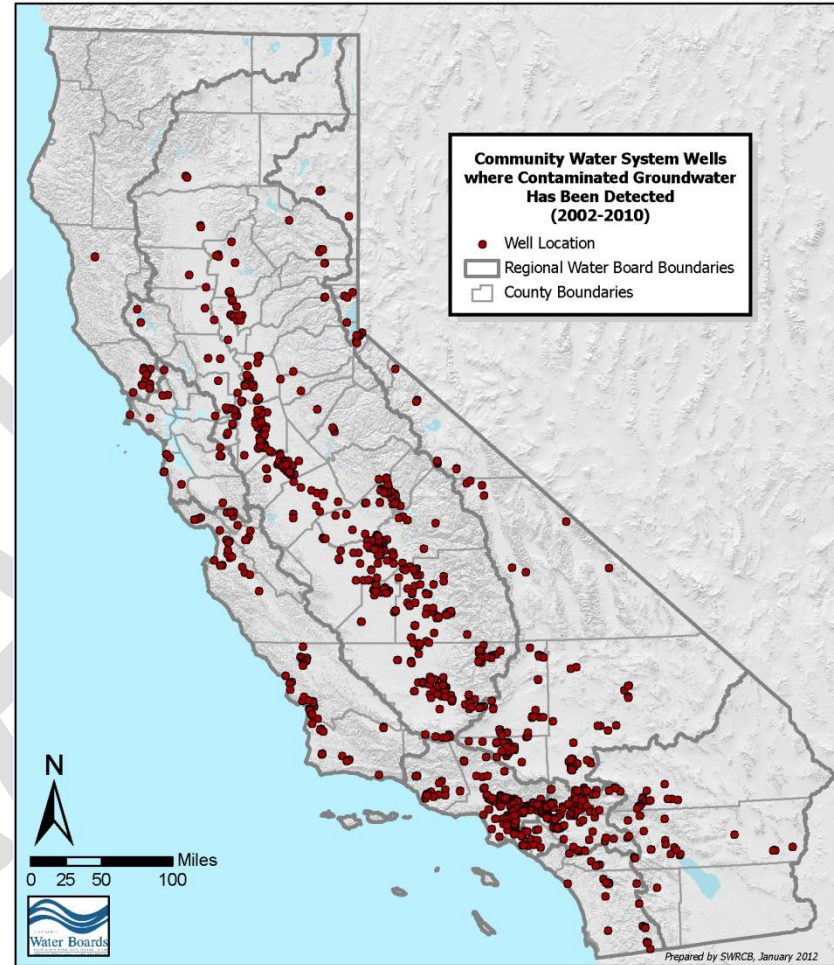 Community Water System Wells
where Contaminated Groundwater
Has Been Detected
(2002-2010)
Well Location
Regional Water Board Boundaries
County Boundaries
N
Miles
0 25 50 100
Water Boards
Prepared by SWRCB, January 2012